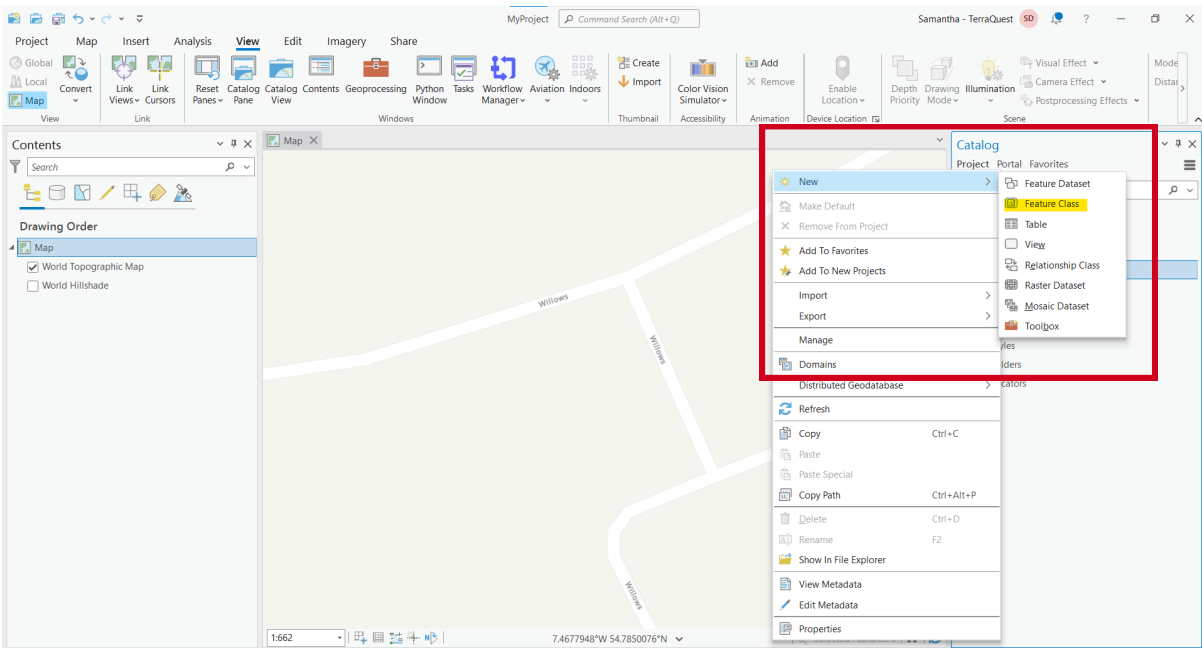 MyProject
Command Search (Alt+Q)
Samantha - TerraQuest
SD
?
Project Map Insert Analysis View Edit Imagery Share
Global
Local
Map
Convert
Link Views
Link Cursors
Reset Panes
Catalog Pane
Catalog View
Contents
Geoprocessing
Python Window
Tasks
Workflow Manager
Aviation
Indoors
Create
Import
Color Vision Simulator
Add
Remove
Enable Location
Depth Priority
Drawing Mode
Illumination
Visual Effect
Camera Effect
Postprocessing Effects
Mode
Distan
View Link Windows Thumbnail Accessibility Animation Device Location Scene
Contents
Search
Drawing Order
Map
World Topographic Map
World Hillshade
Map
Willows
Willows
Willows
1:662
7.4677948°W 54.7850076°N
Catalog
Project Portal Favorites
New
Make Default
Remove From Project
Add To Favorites
Add To New Projects
Import
Export
Manage
Domains
Distributed Geodatabase
Refresh
Copy Ctrl+C
Paste
Paste Special
Copy Path Ctrl+Alt+P
Delete Ctrl+D
Rename F2
Show In File Explorer
View Metadata
Edit Metadata
Properties
Feature Dataset
Feature Class
Table
View
Relationship Class
Raster Dataset
Mosaic Dataset
Toolbox
yles
lders
cators